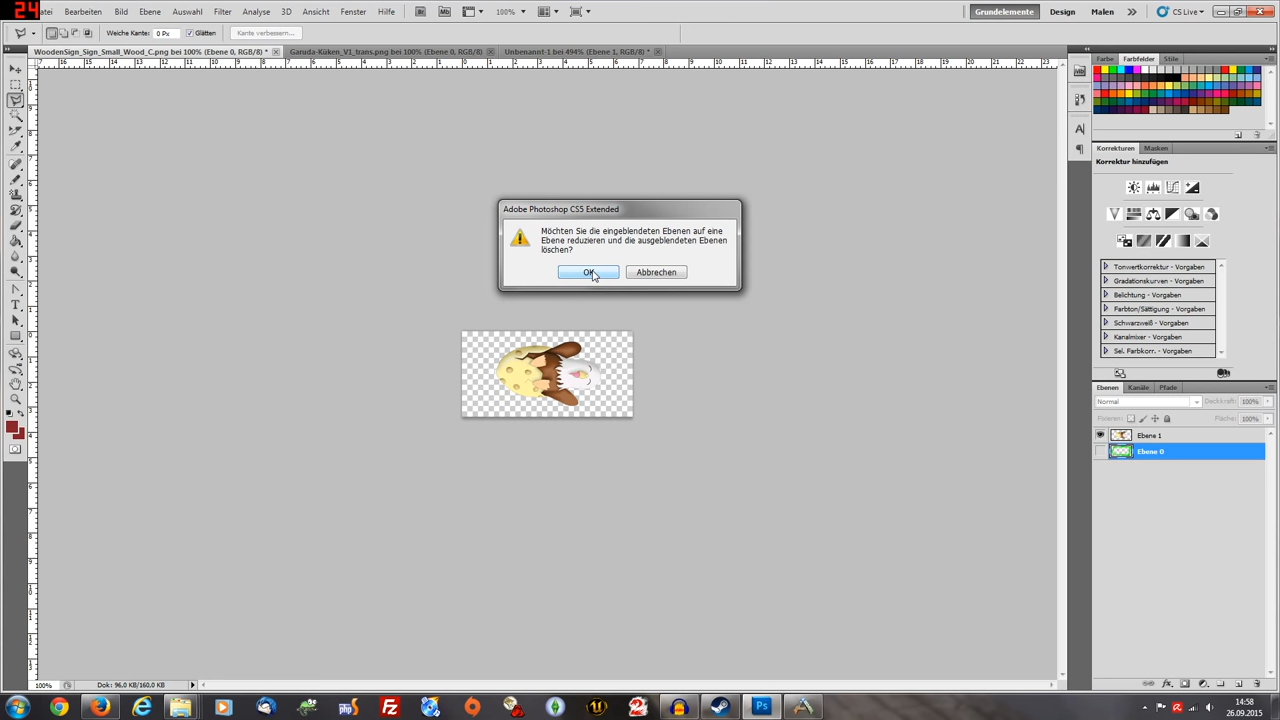 24
atei Bearbeiten Bild Ebene Auswahl Filter Analyse 3D Ansicht Fenster Hilfe Br Mb 100% Grundelemente Design Malen CS Live
Weiche Kante: 0 Px Glätten Kante verbessern...
WoodenSign_Sign_Small_Wood_C.png bei 100% (Ebene 0, RGB/8) * Garuda-Küken_V1_trans.png bei 100% (Ebene 0, RGB/8) Unbenannt-1 bei 494% (Ebene 1, RGB/8) *
Farbe Farbfelder Stile
Korrekturen Masken
Korrektur hinzufügen
Adobe Photoshop CS5 Extended
Möchten Sie die eingeblendeten Ebenen auf eine
Ebene reduzieren und die ausgeblendeten Ebenen
löschen?
OK Abbrechen
Tonwertkorrektur - Vorgaben
Gradationskurven - Vorgaben
Belichtung - Vorgaben
Farbton/Sättigung - Vorgaben
Schwarzweiß - Vorgaben
Kanalmixer - Vorgaben
Sel. Farbkorr. - Vorgaben
Ebenen Kanäle Pfade
Normal Deckkraft: 100%
Fixieren: Fläche: 100%
Ebene 1
Ebene 0
100% Dok: 96,0 KB/160,0 KB
Ps
14:58
26.09.2015